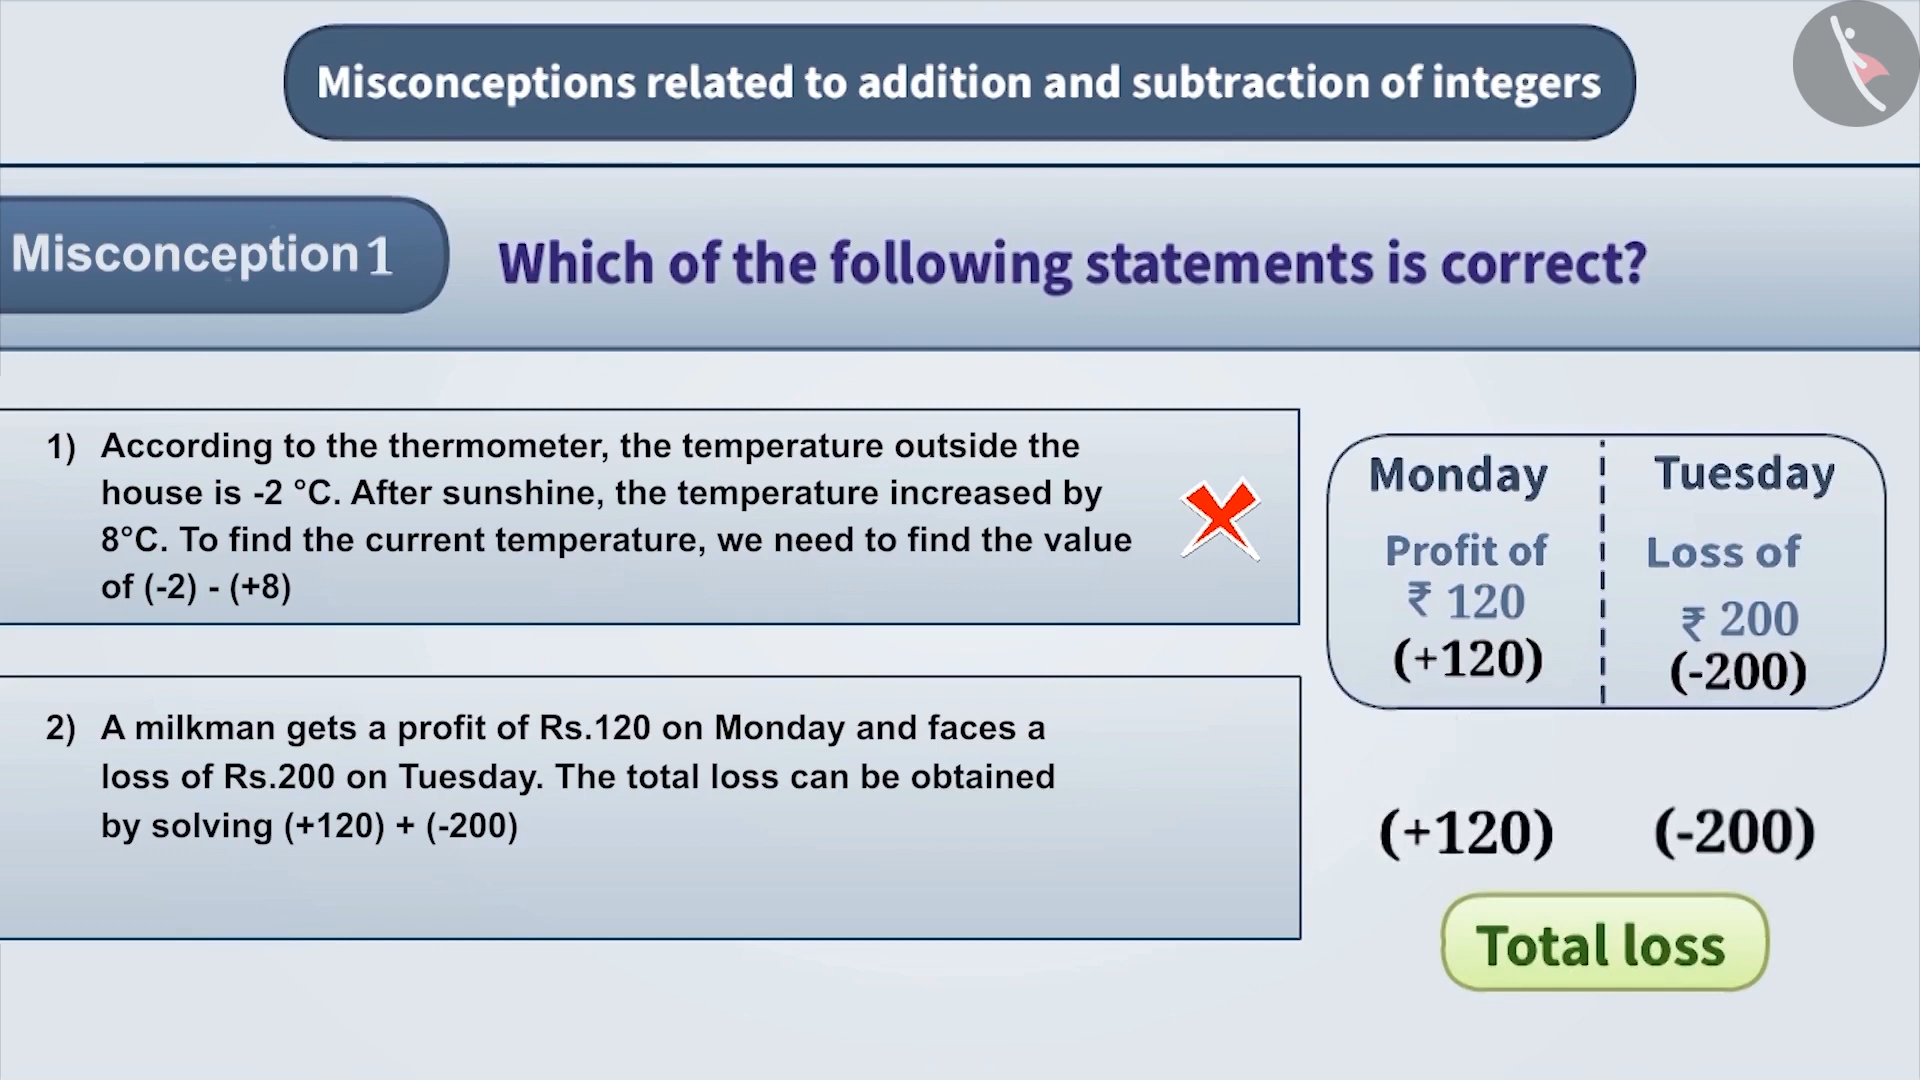 Misconceptions related to addition and subtraction of integers
Misconception 1
Which of the following statements is correct?
1) According to the thermometer, the temperature outside the
house is -2 °C. After sunshine, the temperature increased by
8°C. To find the current temperature, we need to find the value
of (-2) - (+8)
2) A milkman gets a profit of Rs.120 on Monday and faces a
loss of Rs.200 on Tuesday. The total loss can be obtained
by solving (+120) + (-200)
Monday
Profit of
₹ 120
(+120)
Tuesday
Loss of
₹ 200
(-200)
(+120) (-200)
Total loss